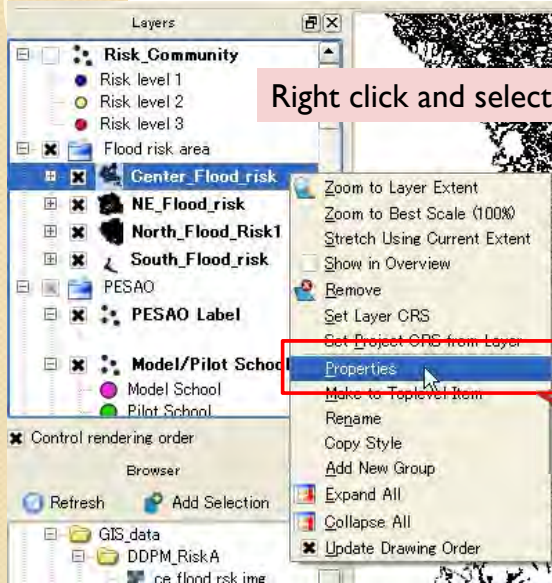 Layers
Risk_Community
Risk level 1
Risk level 2
Risk level 3
Right click and select
Flood risk area
Center_Flood_risk
NE_Flood_risk
North_Flood_Risk1
South_Flood_risk
PESAO
PESAO Label
Model/Pilot School
Model School
Pilot School
Control rendering order
Browser
Refresh
Add Selection
GIS_data
DDPM_RiskA
ce flood rsk.img
Zoom to Layer Extent
Zoom to Best Scale (100%)
Stretch Using Current Extent
Show in Overview
Remove
Set Layer CRS
Set Project CRS from Layer
Properties
Make to Toplevel Item
Rename
Copy Style
Add New Group
Expand All
Collapse All
Update Drawing Order